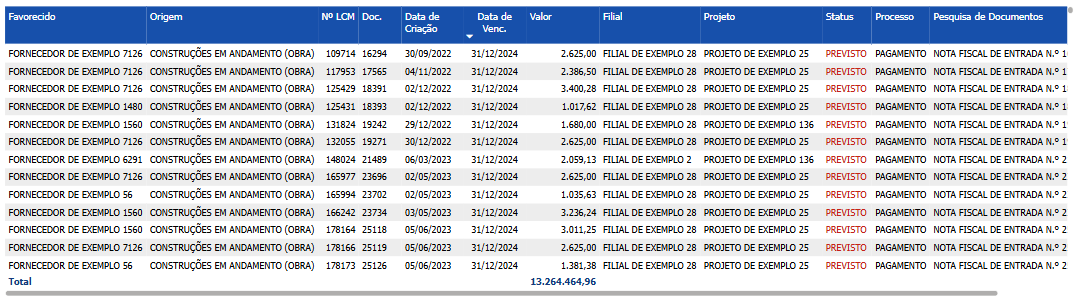 Favorecido Origem Nº LCM Doc. Data de Criação Data de Venc. Valor Filial Projeto Status Processo Pesquisa de Documentos
FORNECEDOR DE EXEMPLO 7126 CONSTRUÇÕES EM ANDAMENTO (OBRA) 109714 16294 30/09/2022 31/12/2024 2.625,00 FILIAL DE EXEMPLO 28 PROJETO DE EXEMPLO 25 PREVISTO PAGAMENTO NOTA FISCAL DE ENTRADA N.º 1
FORNECEDOR DE EXEMPLO 7126 CONSTRUÇÕES EM ANDAMENTO (OBRA) 117953 17565 04/11/2022 31/12/2024 2.386,50 FILIAL DE EXEMPLO 28 PROJETO DE EXEMPLO 25 PREVISTO PAGAMENTO NOTA FISCAL DE ENTRADA N.º 1
FORNECEDOR DE EXEMPLO 7126 CONSTRUÇÕES EM ANDAMENTO (OBRA) 125429 18391 02/12/2022 31/12/2024 3.400,28 FILIAL DE EXEMPLO 28 PROJETO DE EXEMPLO 25 PREVISTO PAGAMENTO NOTA FISCAL DE ENTRADA N.º 1
FORNECEDOR DE EXEMPLO 1480 CONSTRUÇÕES EM ANDAMENTO (OBRA) 125431 18393 02/12/2022 31/12/2024 1.017,62 FILIAL DE EXEMPLO 28 PROJETO DE EXEMPLO 25 PREVISTO PAGAMENTO NOTA FISCAL DE ENTRADA N.º 1
FORNECEDOR DE EXEMPLO 1560 CONSTRUÇÕES EM ANDAMENTO (OBRA) 131824 19242 29/12/2022 31/12/2024 1.680,00 FILIAL DE EXEMPLO 28 PROJETO DE EXEMPLO 136 PREVISTO PAGAMENTO NOTA FISCAL DE ENTRADA N.º 1
FORNECEDOR DE EXEMPLO 7126 CONSTRUÇÕES EM ANDAMENTO (OBRA) 132055 19271 30/12/2022 31/12/2024 2.625,00 FILIAL DE EXEMPLO 28 PROJETO DE EXEMPLO 25 PREVISTO PAGAMENTO NOTA FISCAL DE ENTRADA N.º 1
FORNECEDOR DE EXEMPLO 6291 CONSTRUÇÕES EM ANDAMENTO (OBRA) 148024 21489 06/03/2023 31/12/2024 2.059,13 FILIAL DE EXEMPLO 2 PROJETO DE EXEMPLO 136 PREVISTO PAGAMENTO NOTA FISCAL DE ENTRADA N.º 2
FORNECEDOR DE EXEMPLO 7126 CONSTRUÇÕES EM ANDAMENTO (OBRA) 165977 23696 02/05/2023 31/12/2024 2.625,00 FILIAL DE EXEMPLO 28 PROJETO DE EXEMPLO 25 PREVISTO PAGAMENTO NOTA FISCAL DE ENTRADA N.º 2
FORNECEDOR DE EXEMPLO 56 CONSTRUÇÕES EM ANDAMENTO (OBRA) 165994 23702 02/05/2023 31/12/2024 1.035,63 FILIAL DE EXEMPLO 28 PROJETO DE EXEMPLO 25 PREVISTO PAGAMENTO NOTA FISCAL DE ENTRADA N.º 2
FORNECEDOR DE EXEMPLO 1560 CONSTRUÇÕES EM ANDAMENTO (OBRA) 166242 23734 03/05/2023 31/12/2024 3.236,24 FILIAL DE EXEMPLO 28 PROJETO DE EXEMPLO 25 PREVISTO PAGAMENTO NOTA FISCAL DE ENTRADA N.º 2
FORNECEDOR DE EXEMPLO 1560 CONSTRUÇÕES EM ANDAMENTO (OBRA) 178164 25118 05/06/2023 31/12/2024 3.011,25 FILIAL DE EXEMPLO 28 PROJETO DE EXEMPLO 25 PREVISTO PAGAMENTO NOTA FISCAL DE ENTRADA N.º 2
FORNECEDOR DE EXEMPLO 7126 CONSTRUÇÕES EM ANDAMENTO (OBRA) 178166 25119 05/06/2023 31/12/2024 2.625,00 FILIAL DE EXEMPLO 28 PROJETO DE EXEMPLO 25 PREVISTO PAGAMENTO NOTA FISCAL DE ENTRADA N.º 2
FORNECEDOR DE EXEMPLO 56 CONSTRUÇÕES EM ANDAMENTO (OBRA) 178173 25126 05/06/2023 31/12/2024 1.381,38 FILIAL DE EXEMPLO 28 PROJETO DE EXEMPLO 25 PREVISTO PAGAMENTO NOTA FISCAL DE ENTRADA N.º 2
Total 13.264.464,96